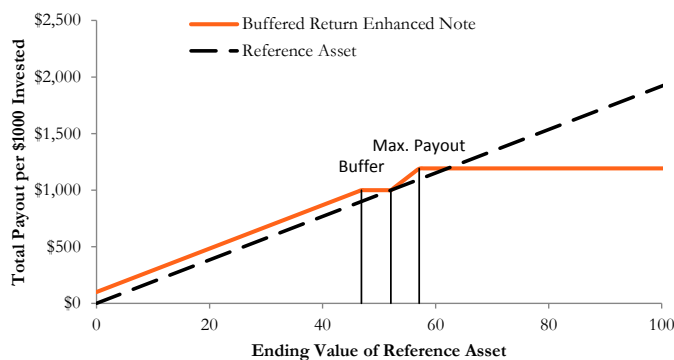 Buffered Return Enhanced Note
Reference Asset
Total Payout per $1000 Invested
$2,500
$2,000
$1,500
$1,000
$500
$0
Max. Payout
Buffer
0 20 40 60 80 100
Ending Value of Reference Asset